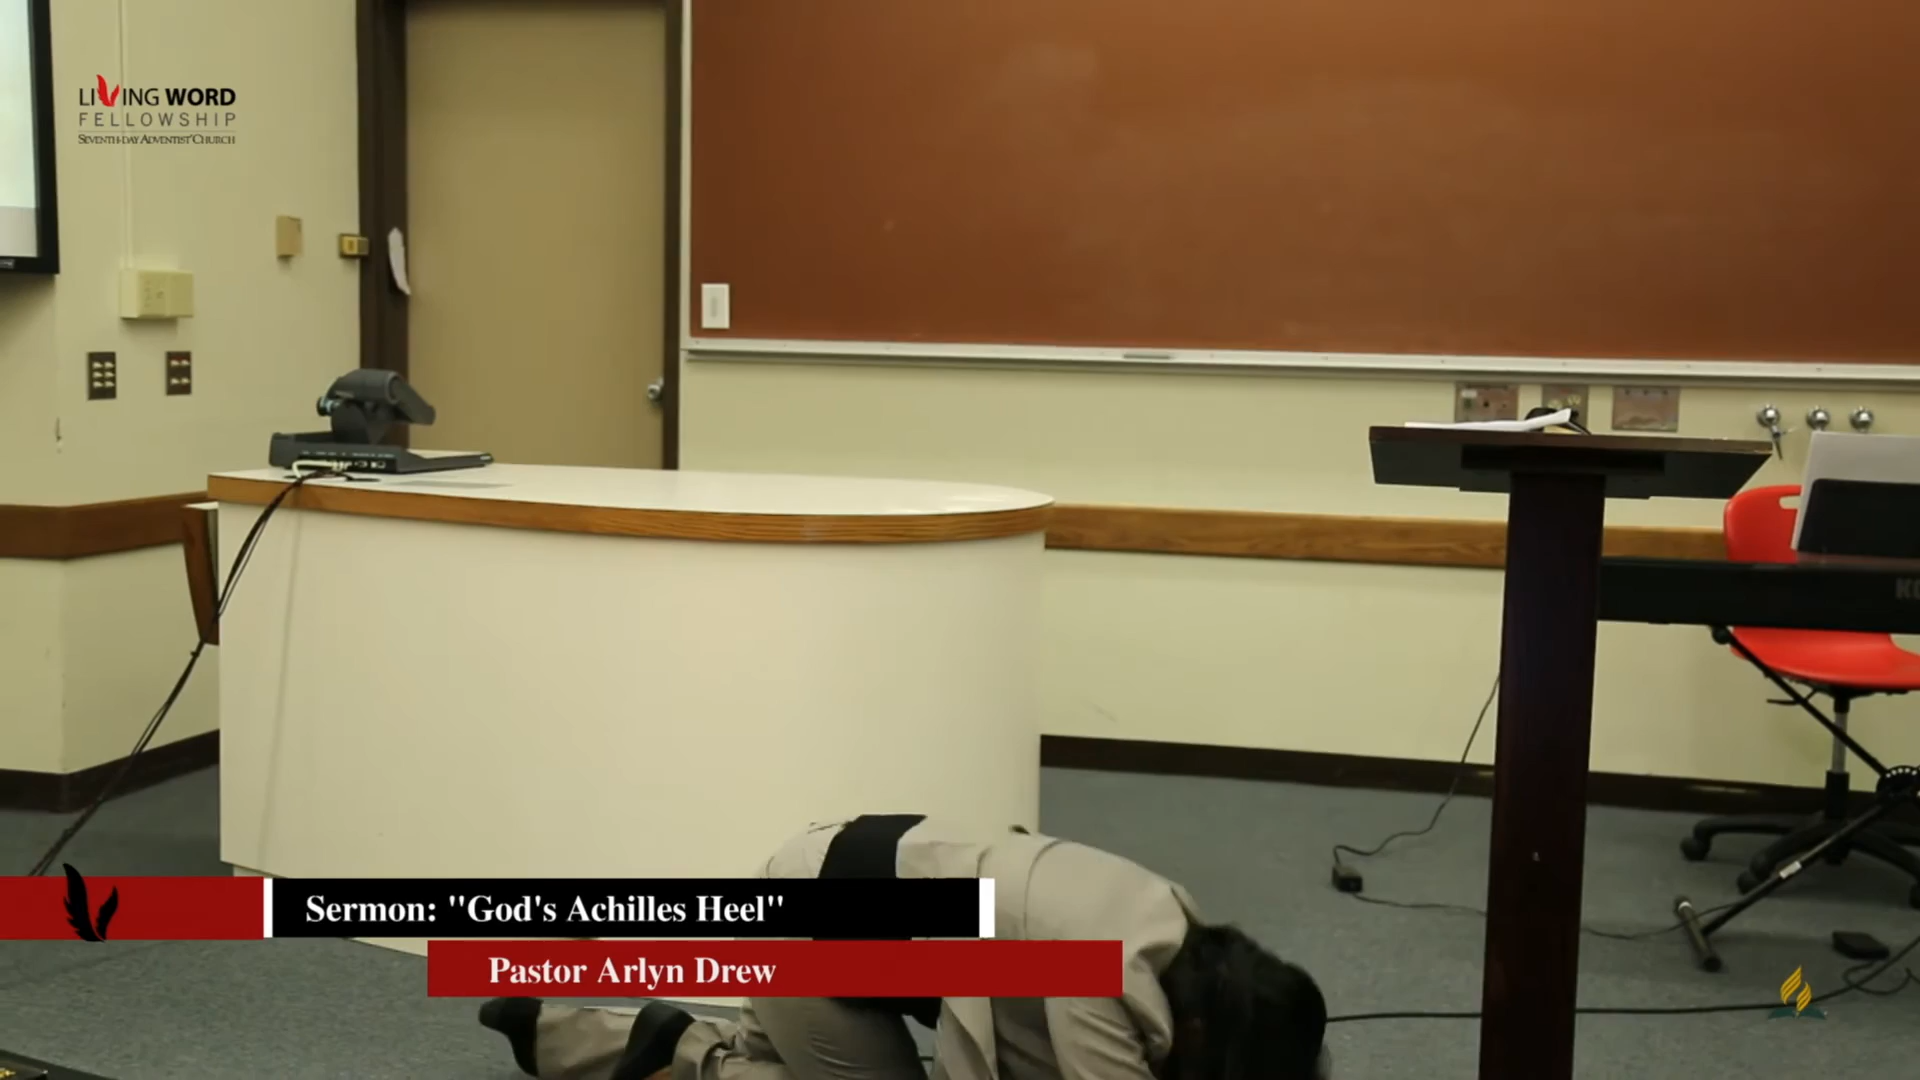 LIVING WORD
FELLOWSHIP
SEVENTH-DAY ADVENTIST CHURCH
Sermon: "God's Achilles Heel"
Pastor Arlyn Drew